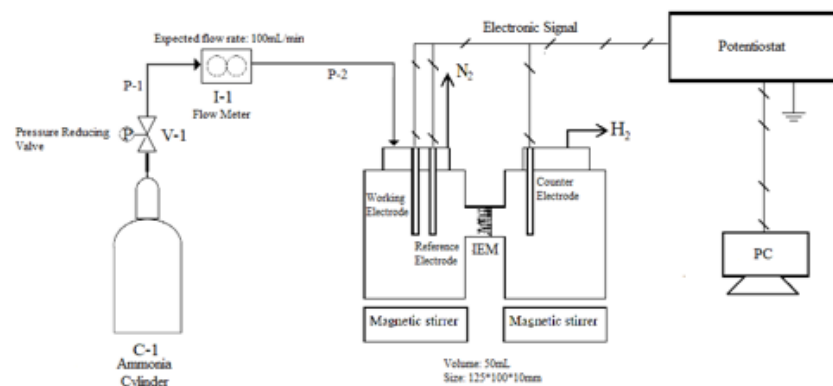 Expected flow rate: 100mL/min
Electronic Signal
Potentiostat
P-1
P-2
N₂
I-1
Flow Meter
Pressure Reducing
Valve
P
V-1
H₂
Working
Electrode
Counter
Electrode
Reference
Electrode
IEM
PC
Magnetic stirrer
Magnetic stirrer
C-1
Ammonia
Cylinder
Volume: 50mL
Size: 125*100*10mm